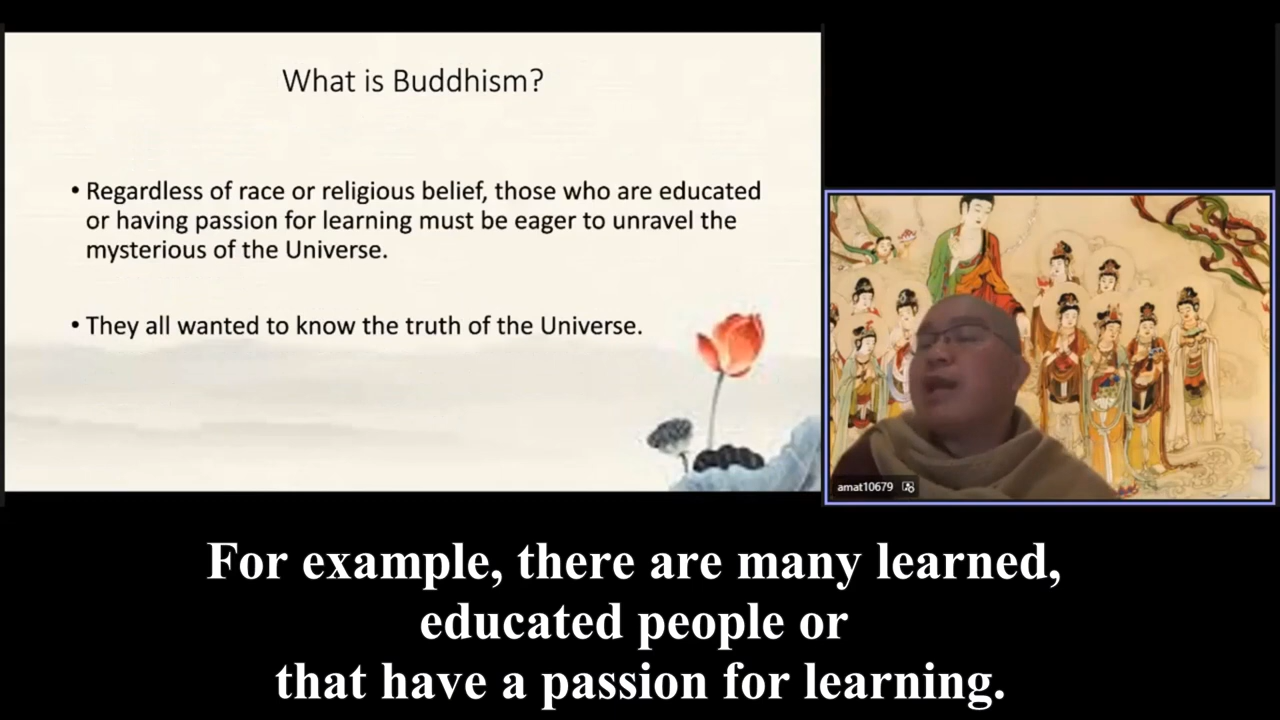 What is Buddhism?
• Regardless of race or religious belief, those who are educated
or having passion for learning must be eager to unravel the
mysterious of the Universe.
• They all wanted to know the truth of the Universe.
amat10679
For example, there are many learned,
educated people or
that have a passion for learning.